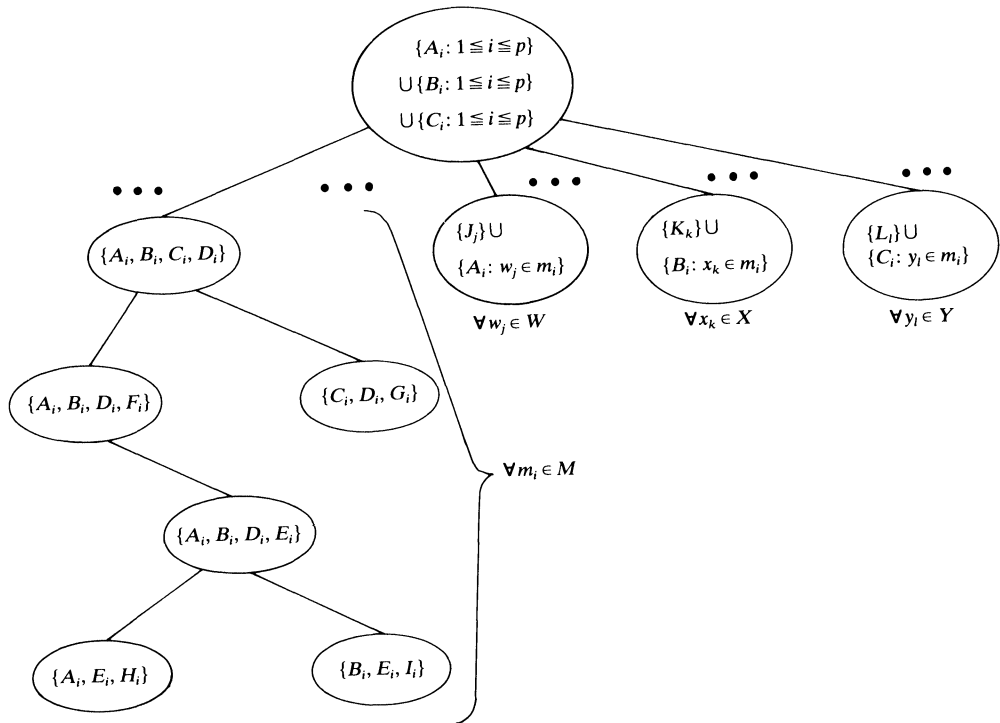 {A_i: 1 ≦ i ≦ p}
∪{B_i: 1 ≦ i ≦ p}
∪{C_i: 1 ≦ i ≦ p}
• • •
• • •
• • •
• • •
• • •
{A_i, B_i, C_i, D_i}
{J_j}∪
{A_i: w_j ∈ m_i}
{K_k}∪
{B_i: x_k ∈ m_i}
{L_l}∪
{C_i: y_l ∈ m_i}
∀w_j ∈ W
∀x_k ∈ X
∀y_l ∈ Y
{A_i, B_i, D_i, F_i}
{C_i, D_i, G_i}
∀m_i ∈ M
{A_i, B_i, D_i, E_i}
{A_i, E_i, H_i}
{B_i, E_i, I_i}